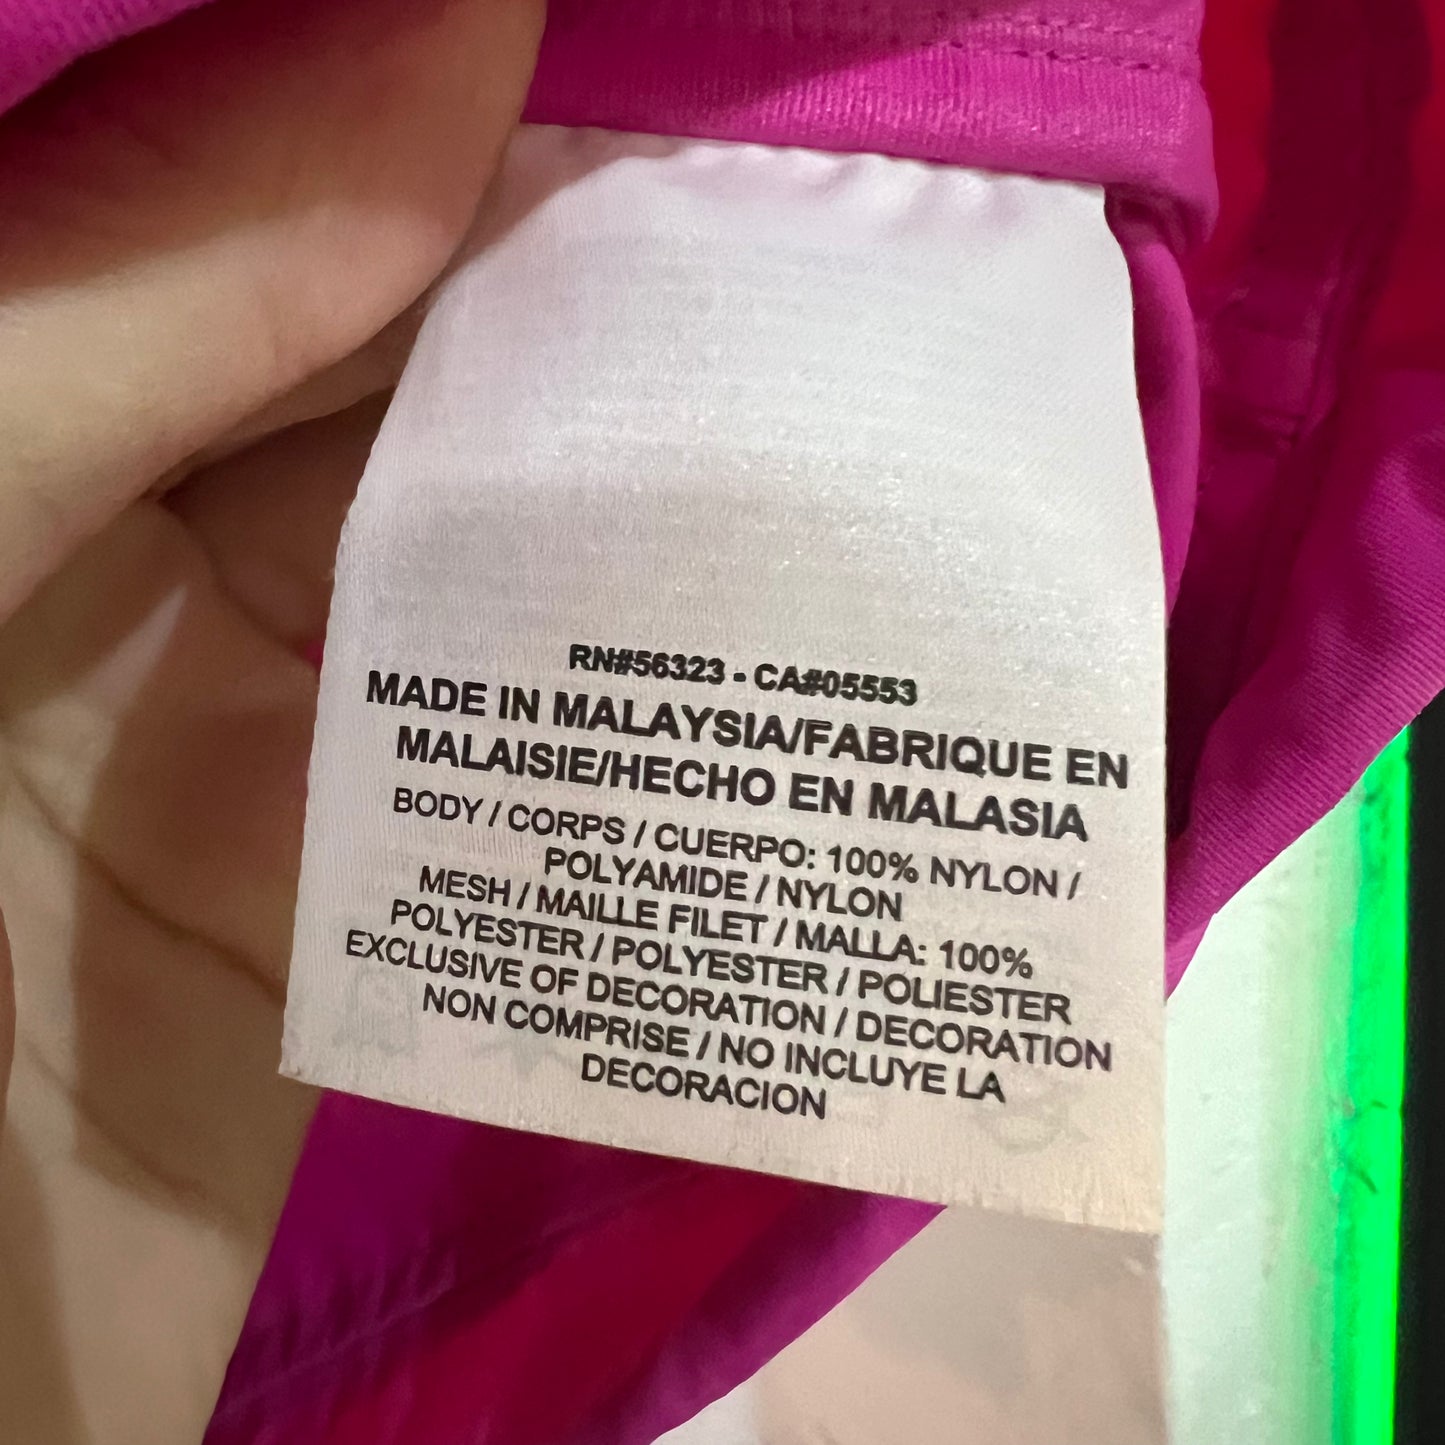 RN#56323 - CA#05553
MADE IN MALAYSIA/FABRIQUE EN
MALAISIE/HECHO EN MALASIA
BODY / CORPS / CUERPO: 100% NYLON /
POLYAMIDE / NYLON
MESH / MAILLE FILET / MALLA: 100%
POLYESTER / POLYESTER / POLIESTER
EXCLUSIVE OF DECORATION / DECORATION
NON COMPRISE / NO INCLUYE LA
DECORACION